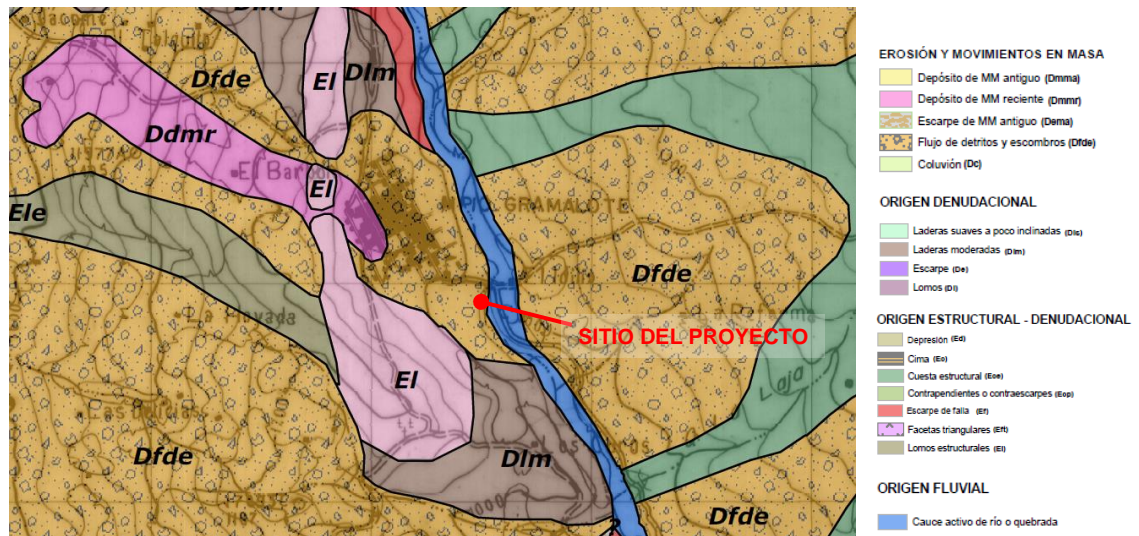 Dlm
El
Dlm
Dfde
Ddmr
El Barco
El
MPIO GRAMALOTE
Ele
Dfde
SITIO DEL PROYECTO
El
Laja
Dfde
Dlm
Dfde
EROSIÓN Y MOVIMIENTOS EN MASA
Depósito de MM antiguo (Dmma)
Depósito de MM reciente (Dmmr)
Escarpe de MM antiguo (Dema)
Flujo de detritos y escombros (Dfde)
Coluvión (Dc)
ORIGEN DENUDACIONAL
Laderas suaves a poco inclinadas (Dls)
Laderas moderadas (Dlm)
Escarpe (De)
Lomos (Dl)
ORIGEN ESTRUCTURAL - DENUDACIONAL
Depresión (Ed)
Cima (Eo)
Cuesta estructural (Eoe)
Contrapendientes o contraescarpes (Eop)
Escarpe de falla (Ef)
Facetas triangulares (Eft)
Lomos estructurales (El)
ORIGEN FLUVIAL
Cauce activo de río o quebrada